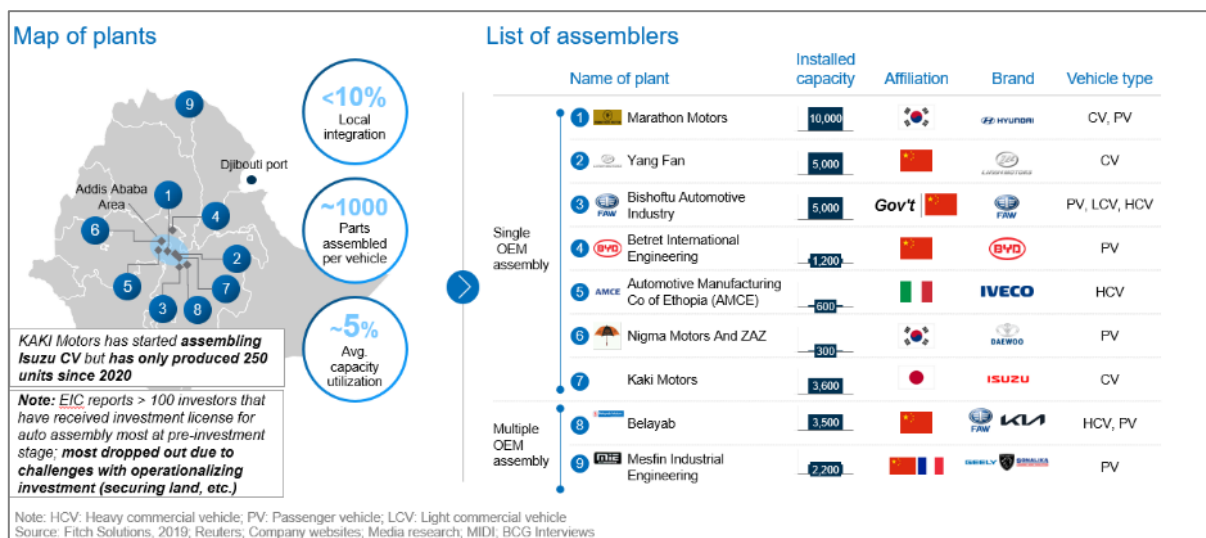 Map of plants
9
Djibouti port
Addis Ababa
Area
1
4
6
2
5
7
3
8
<10%
Local
integration
~1000
Parts
assembled
per vehicle
~5%
Avg.
capacity
utilization
KAKI Motors has started assembling
Isuzu CV but has only produced 250
units since 2020
Note: EIC reports > 100 investors that
have received investment license for
auto assembly most at pre-investment
stage; most dropped out due to
challenges with operationalizing
investment (securing land, etc.)
List of assemblers
Name of plant Installed capacity Affiliation Brand Vehicle type
Single
OEM
assembly
1 Marathon Motors 10,000 HYUNDAI CV, PV
2 Yang Fan 5,000 CV
3 FAW Bishoftu Automotive Industry 5,000 Gov't FAW PV, LCV, HCV
4 BYD Betret International Engineering 1,200 BYD PV
5 AMCE Automotive Manufacturing Co of Ethopia (AMCE) 600 IVECO HCV
6 Nigma Motors And ZAZ 300 DAEWOO PV
7 Kaki Motors 3,600 ISUZU CV
Multiple
OEM
assembly
8 Belayab 3,500 FAW KIA HCV, PV
9 MIE Mesfin Industrial Engineering 2,200 GEELY PEUGEOT SONALIKA PV
Note: HCV: Heavy commercial vehicle; PV: Passenger vehicle; LCV: Light commercial vehicle
Source: Fitch Solutions, 2019; Reuters; Company websites; Media research; MIDI; BCG Interviews